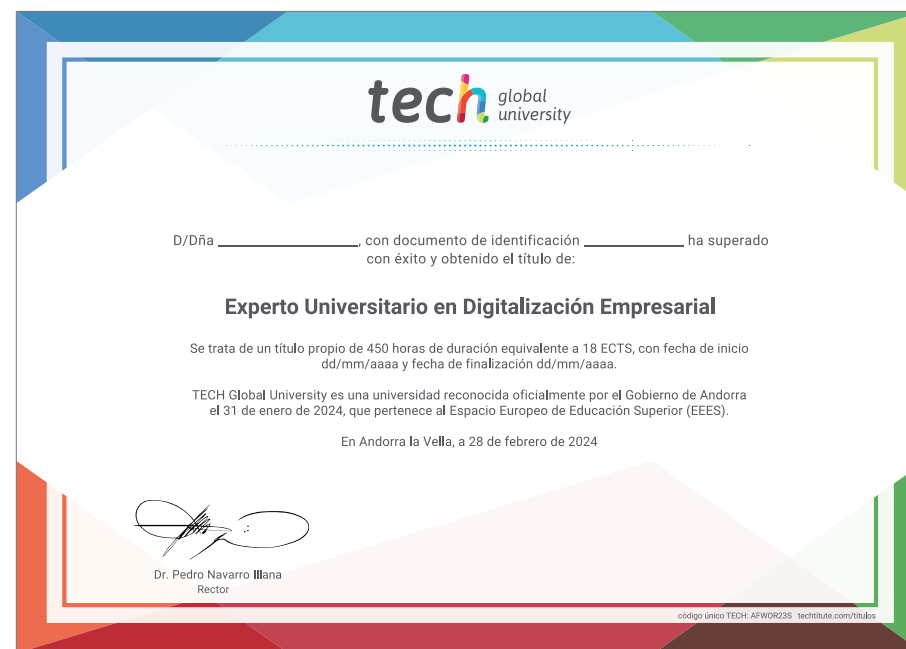 tech global university
D/Dña ____________, con documento de identificación ____________ ha superado
con éxito y obtenido el título de:
Experto Universitario en Digitalización Empresarial
Se trata de un título propio de 450 horas de duración equivalente a 18 ECTS, con fecha de inicio
dd/mm/aaaa y fecha de finalización dd/mm/aaaa.
TECH Global University es una universidad reconocida oficialmente por el Gobierno de Andorra
el 31 de enero de 2024, que pertenece al Espacio Europeo de Educación Superior (EEES).
En Andorra la Vella, a 28 de febrero de 2024
Dr. Pedro Navarro Illana
Rector
código único TECH: AFWOR23S techtitute.com/titulos